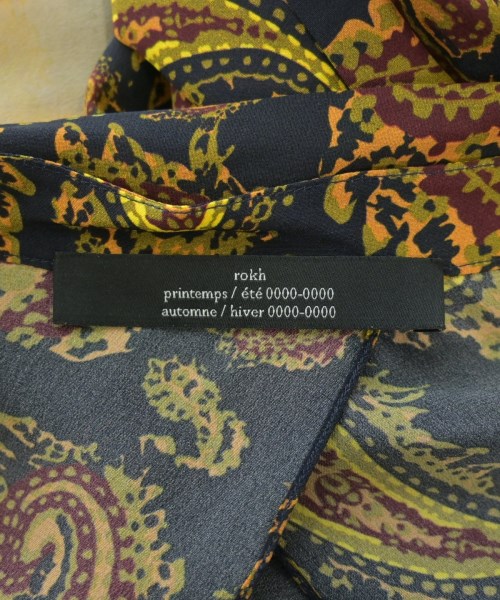 rokh
printemps / été 0000-0000
automne / hiver 0000-0000